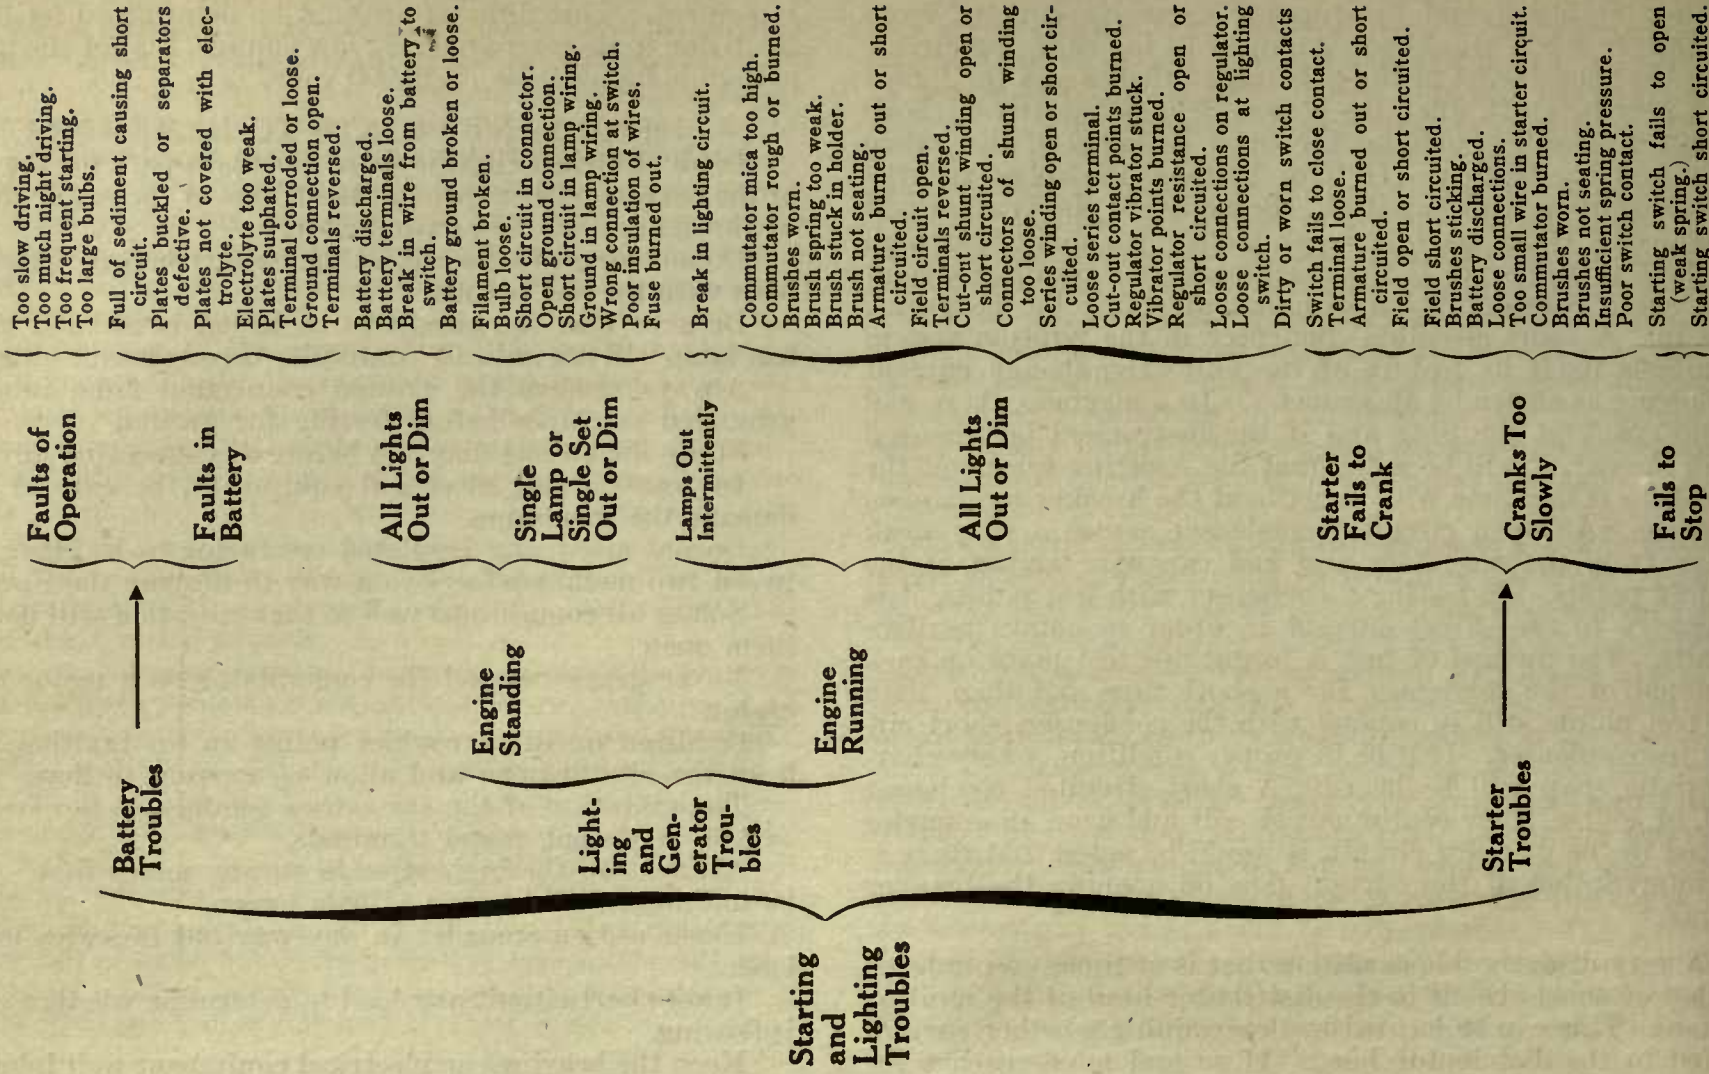 Starting
and
Lighting
Troubles
Battery
Troubles
Faults of
Operation
Too slow driving.
Too much night driving.
Too frequent starting.
Too large bulbs.
Faults in
Battery
Full of sediment causing short
circuit.
Plates buckled or separators
defective.
Plates not covered with elec-
trolyte.
Electrolyte too weak.
Plates sulphated.
Terminal corroded or loose.
Ground connection open.
Terminals reversed.
Light-
ing
and
Gen-
erator
Trou-
bles
Engine
Standing
All Lights
Out or Dim
Battery discharged.
Battery terminals loose.
Break in wire from battery to
switch.
Battery ground broken or loose.
Single
Lamp or
Single Set
Out or Dim
Filament broken.
Bulb loose.
Short circuit in connector.
Open ground connection.
Short circuit in lamp wiring.
Ground in lamp wiring.
Wrong connection at switch.
Poor insulation of wires.
Fuse burned out.
Engine
Running
Lamps Out
Intermittently
Break in lighting circuit.
All Lights
Out or Dim
Commutator mica too high.
Commutator rough or burned.
Brushes worn.
Brush spring too weak.
Brush stuck in holder.
Brush not seating.
Armature burned out or short
circuited.
Field circuit open.
Terminals reversed.
Cut-out shunt winding open or
short circuited.
Connectors of shunt winding
too loose.
Series winding open or short cir-
cuited.
Loose series terminal.
Cut-out contact points burned.
Regulator vibrator stuck.
Vibrator points burned.
Regulator resistance open or
short circuited.
Loose connections on regulator.
Loose connections at lighting
switch.
Dirty or worn switch contacts
Starter
Troubles
Starter
Fails to
Crank
Switch fails to close contact.
Terminal loose.
Armature burned out or short
circuited.
Field open or short circuited.
Cranks Too
Slowly
Field short circuited.
Brushes sticking.
Battery discharged.
Loose connections.
Too small wire in starter circuit.
Commutator burned.
Brushes worn.
Brushes not seating.
Insufficient spring pressure.
Poor switch contact.
Fails to
Stop
Starting switch fails to open
(weak spring.)
Starting switch short circuited.